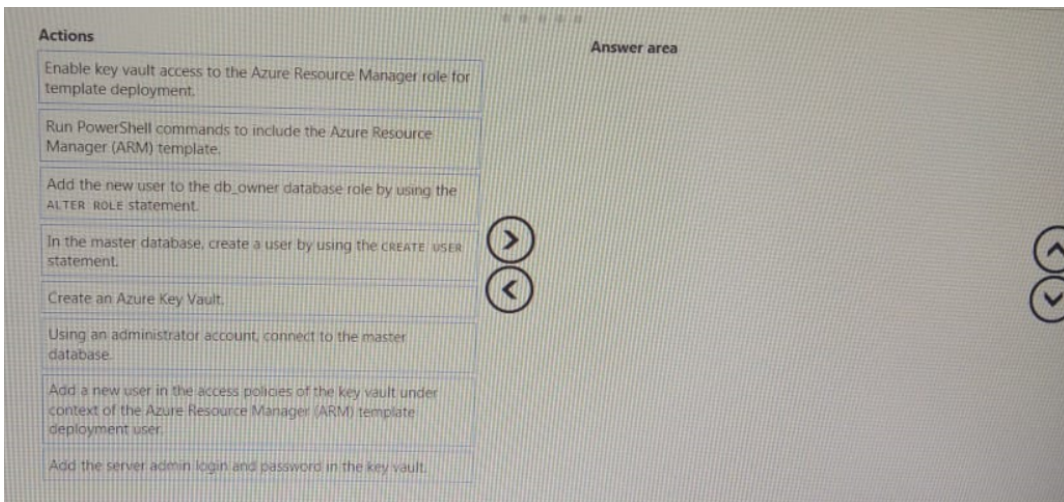 Actions
Answer area
Enable key vault access to the Azure Resource Manager role for
template deployment.
Run PowerShell commands to include the Azure Resource
Manager (ARM) template.
Add the new user to the db_owner database role by using the
ALTER ROLE statement.
In the master database, create a user by using the CREATE USER
statement.
Create an Azure Key Vault.
Using an administrator account, connect to the master
database.
Add a new user in the access policies of the key vault under
context of the Azure Resource Manager (ARM) template
deployment user.
Add the server admin login and password in the key vault.